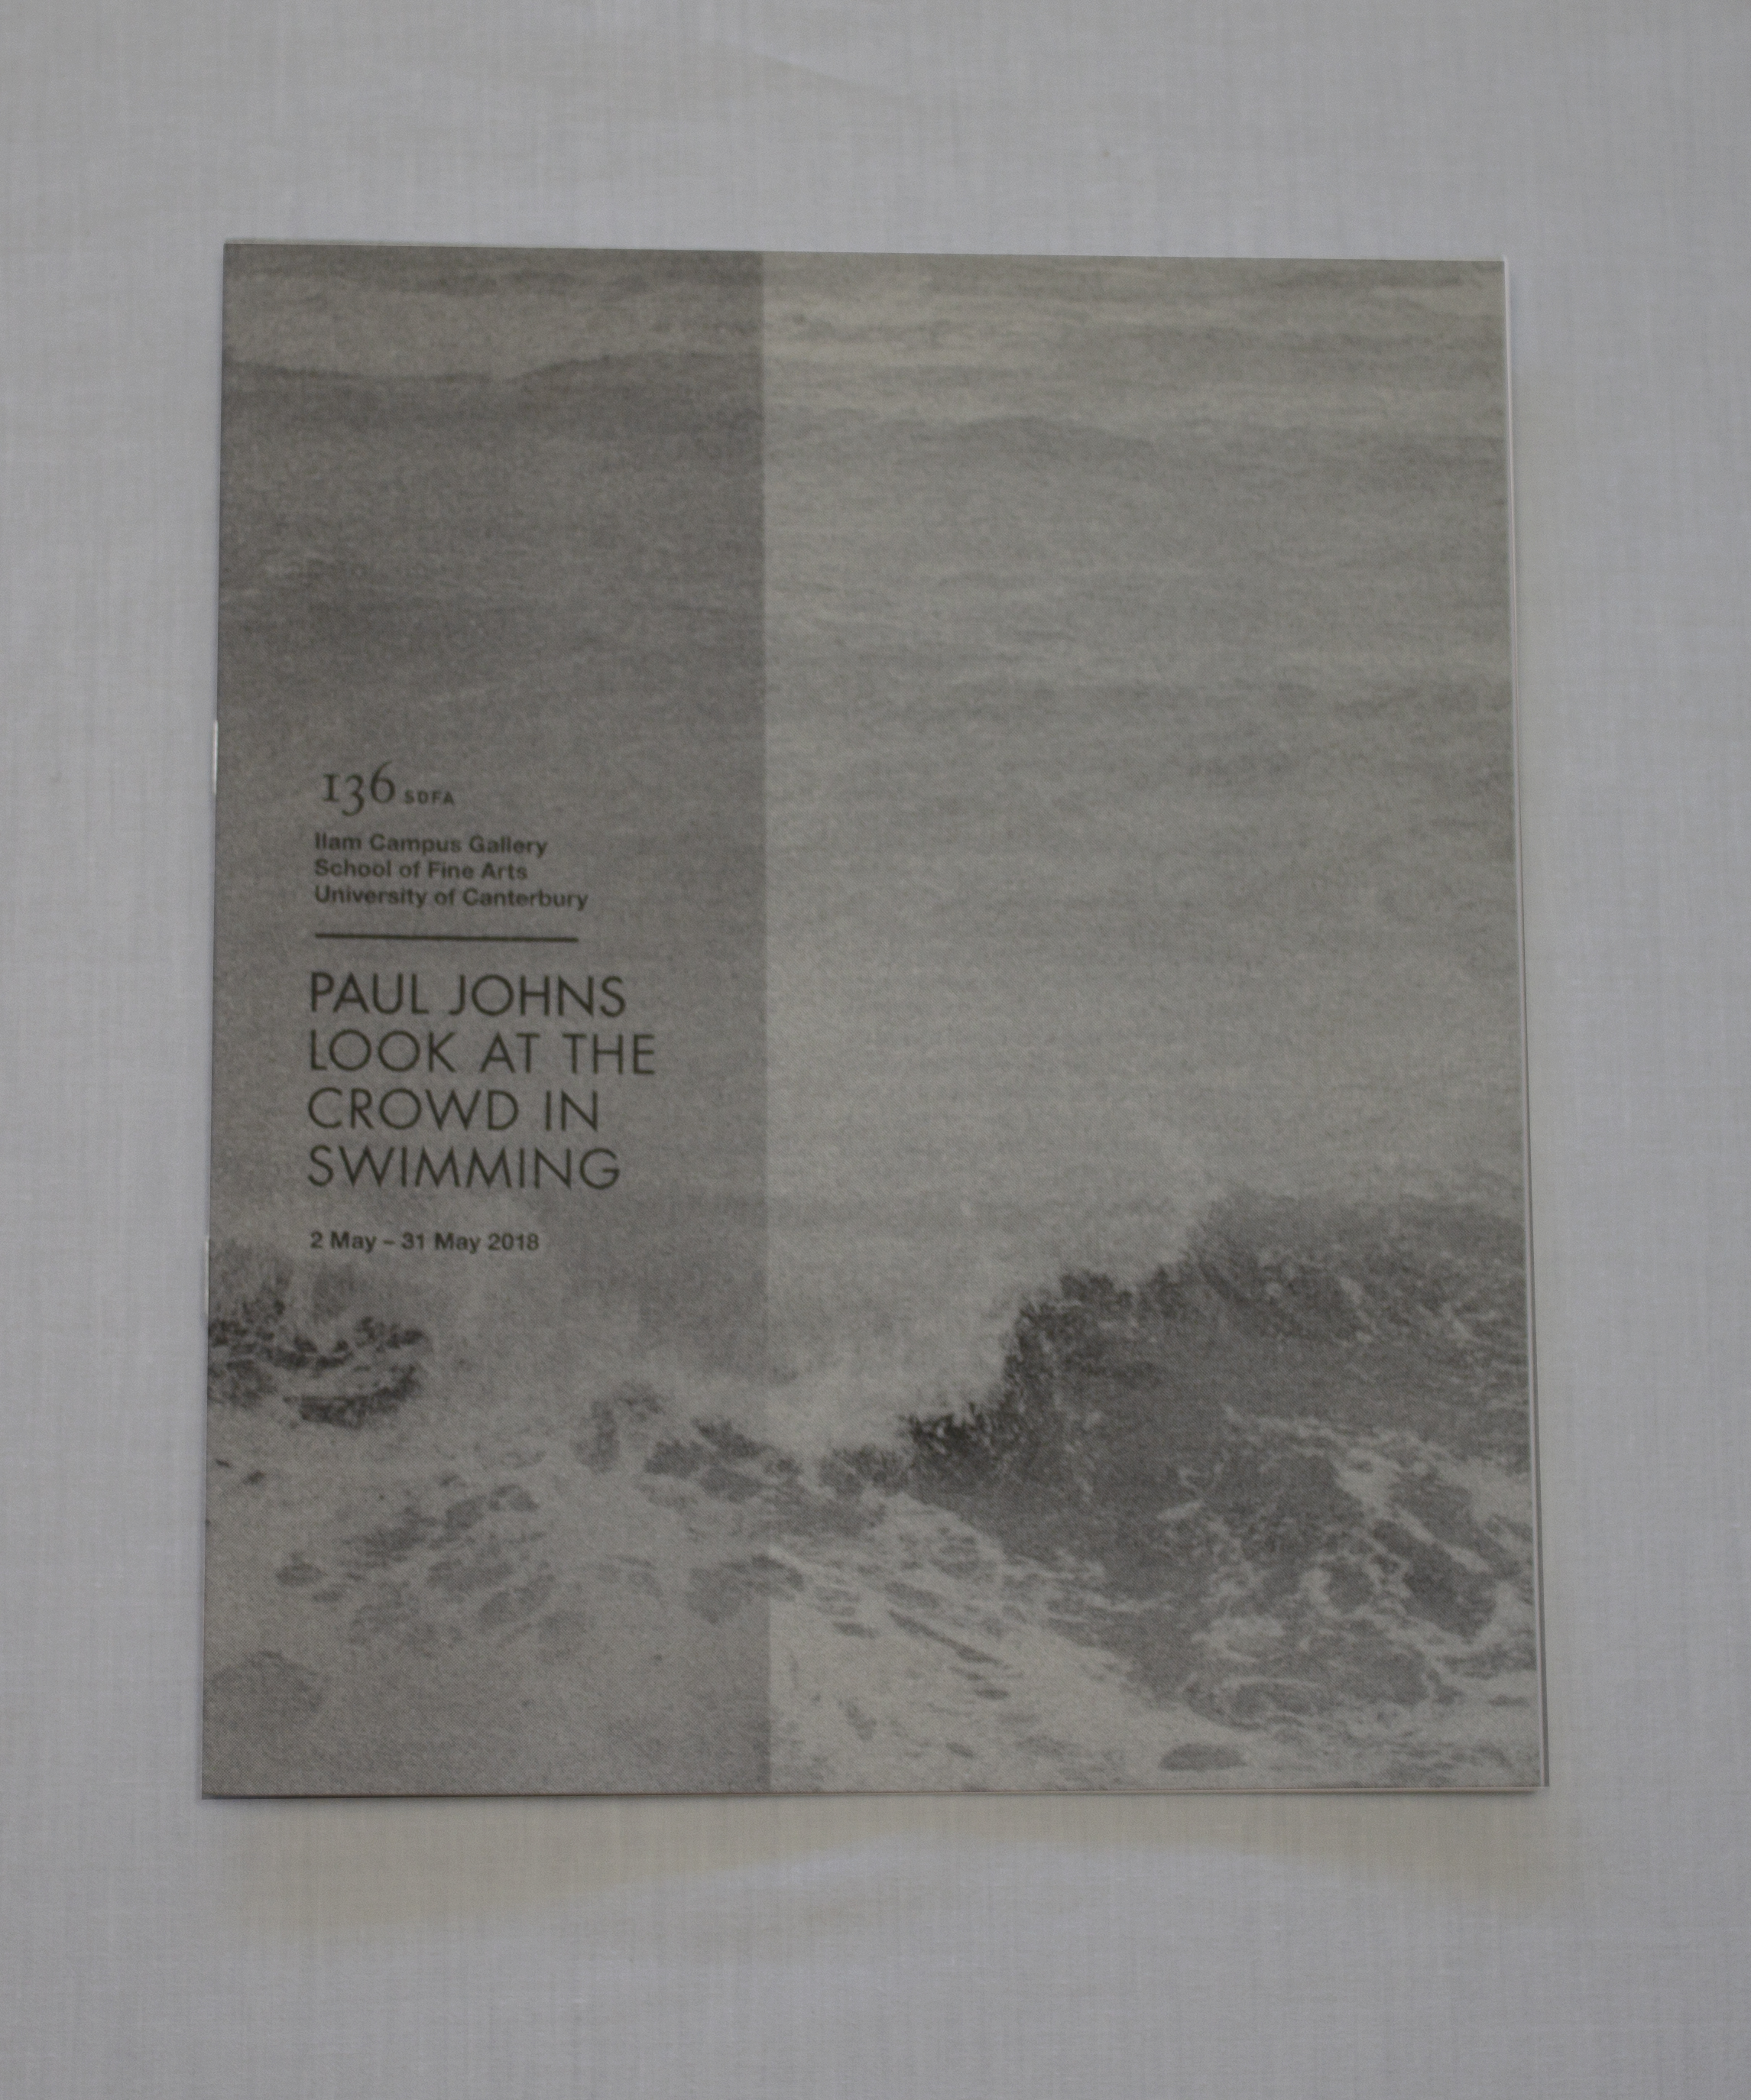 136 SOFA
Ilam Campus Gallery
School of Fine Arts
University of Canterbury
PAUL JOHNS
LOOK AT THE
CROWD IN
SWIMMING
2 May – 31 May 2018